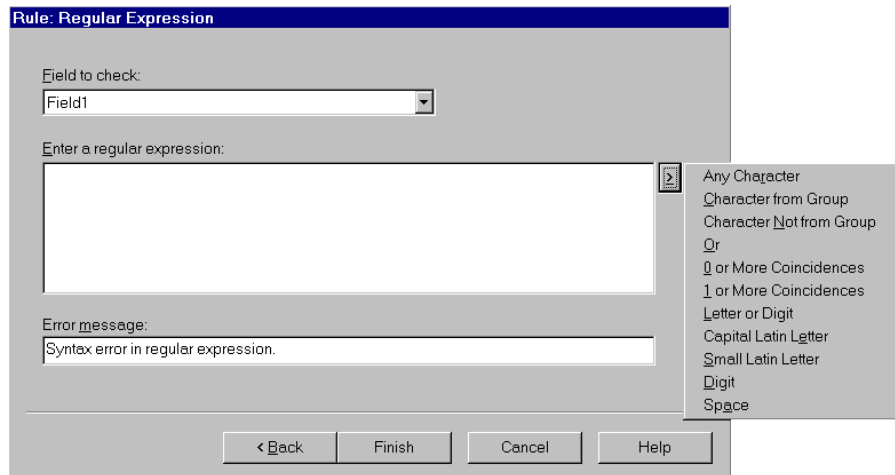 Rule: Regular Expression
Field to check:
Field1
Enter a regular expression:
>
Any Character
Character from Group
Character Not from Group
Or
0 or More Coincidences
1 or More Coincidences
Letter or Digit
Capital Latin Letter
Small Latin Letter
Digit
Space
Error message:
Syntax error in regular expression.
< Back Finish Cancel Help